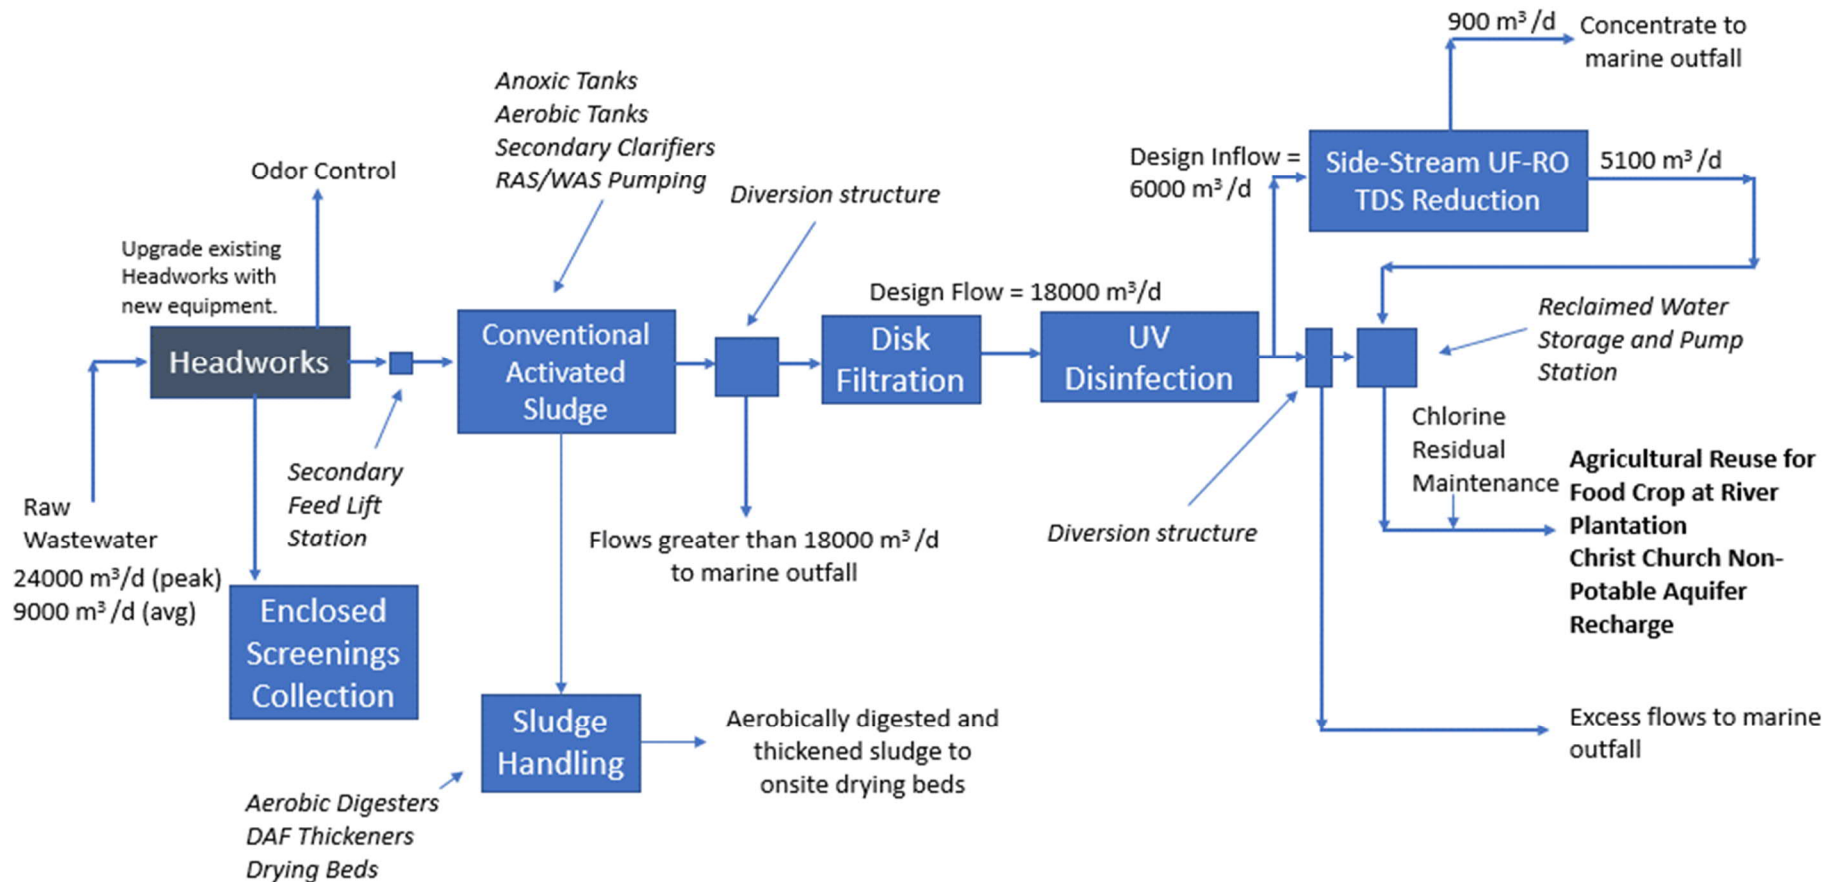 900 m³/d
Concentrate to
marine outfall
Anoxic Tanks
Aerobic Tanks
Secondary Clarifiers
RAS/WAS Pumping
Odor Control
Diversion structure
Design Inflow =
6000 m³/d
Side-Stream UF-RO
TDS Reduction
5100 m³/d
Upgrade existing
Headworks with
new equipment.
Headworks
Conventional
Activated
Sludge
Design Flow = 18000 m³/d
Disk
Filtration
UV
Disinfection
Reclaimed Water
Storage and Pump
Station
Secondary
Feed Lift
Station
Raw
Wastewater
24000 m³/d (peak)
9000 m³/d (avg)
Enclosed
Screenings
Collection
Flows greater than 18000 m³/d
to marine outfall
Diversion structure
Chlorine
Residual
Maintenance
Agricultural Reuse for
Food Crop at River
Plantation
Christ Church Non-
Potable Aquifer
Recharge
Sludge
Handling
Aerobically digested and
thickened sludge to
onsite drying beds
Excess flows to marine
outfall
Aerobic Digesters
DAF Thickeners
Drying Beds